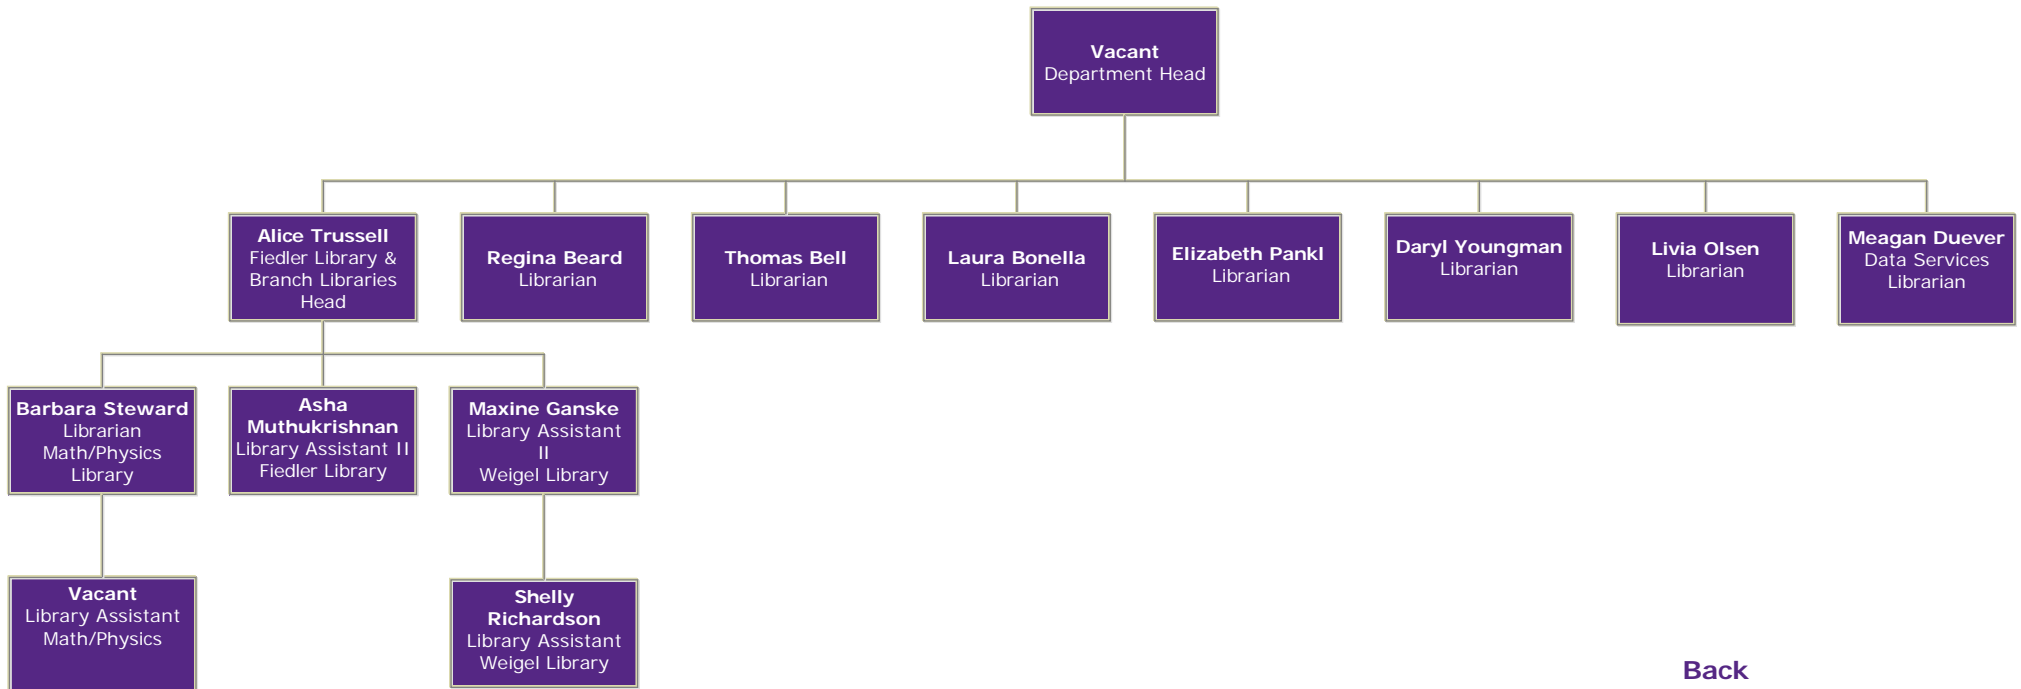 Vacant
Department Head
Alice Trussell
Fiedler Library &
Branch Libraries
Head
Regina Beard
Librarian
Thomas Bell
Librarian
Laura Bonella
Librarian
Elizabeth Pankl
Librarian
Daryl Youngman
Librarian
Livia Olsen
Librarian
Meagan Duever
Data Services
Librarian
Barbara Steward
Librarian
Math/Physics
Library
Asha
Muthukrishnan
Library Assistant II
Fiedler Library
Maxine Ganske
Library Assistant
II
Weigel Library
Vacant
Library Assistant
Math/Physics
Shelly
Richardson
Library Assistant
Weigel Library
Back